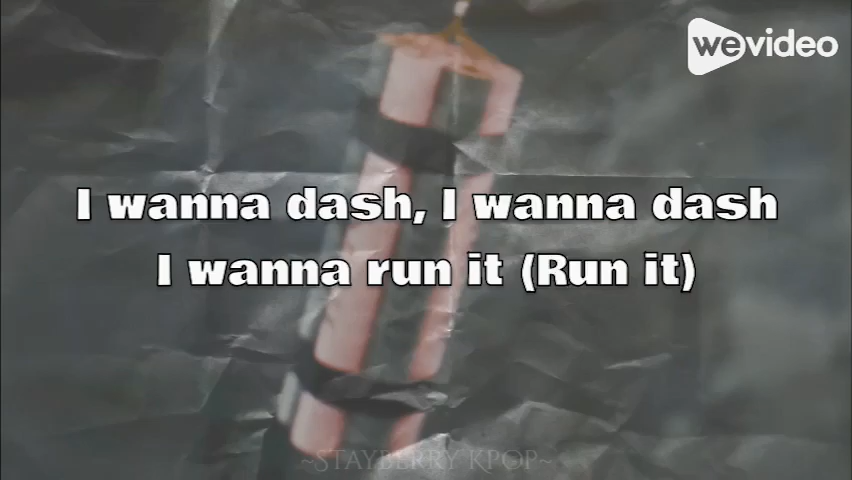 wevideo
I wanna dash, I wanna dash
I wanna run it (Run it)
~STAYBERRY KPOP~